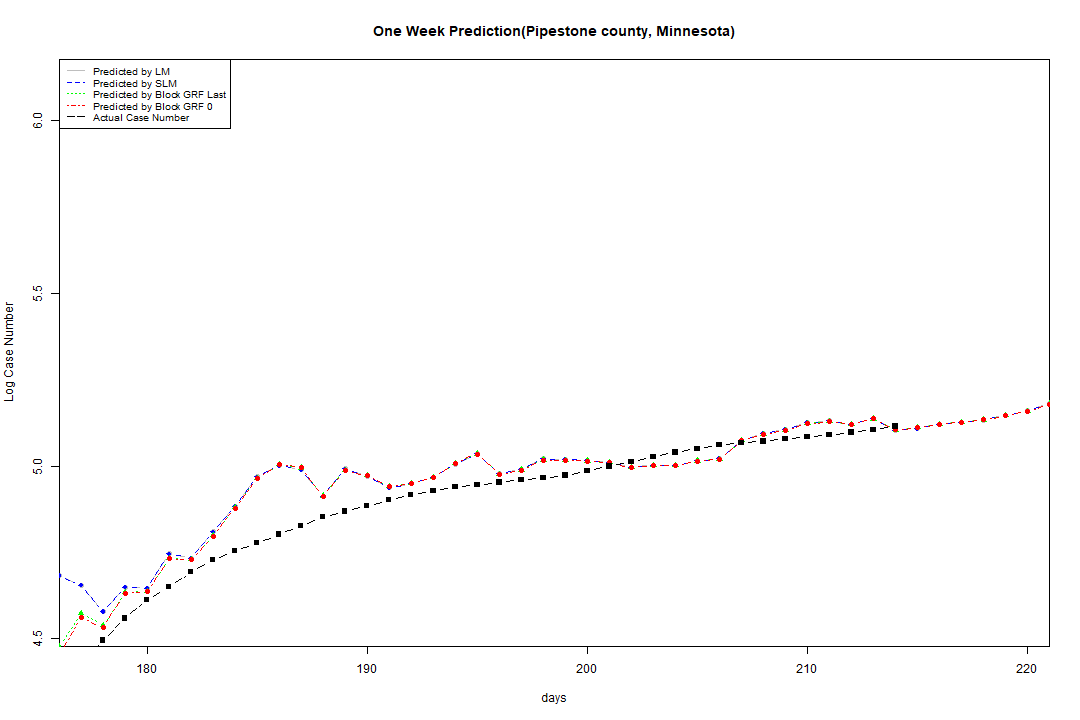 One Week Prediction(Pipestone county, Minnesota)
Predicted by LM
Predicted by SLM
Predicted by Block GRF Last
Predicted by Block GRF 0
Actual Case Number
6.0
5.5
5.0
4.5
Log Case Number
180 190 200 210 220
days